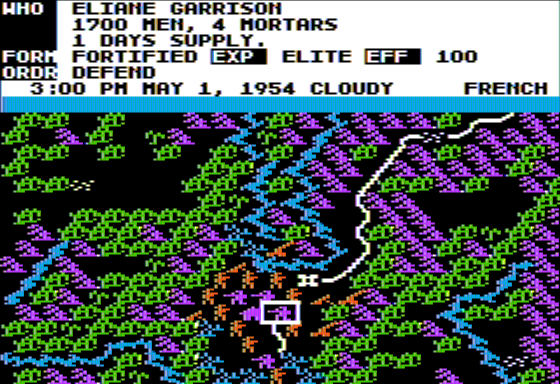 WHO ELIANE GARRISON
1700 MEN, 4 MORTARS
1 DAYS SUPPLY.
FORM FORTIFIED EXP ELITE EFF 100
ORDR DEFEND
3:00 PM MAY 1, 1954 CLOUDY FRENCH